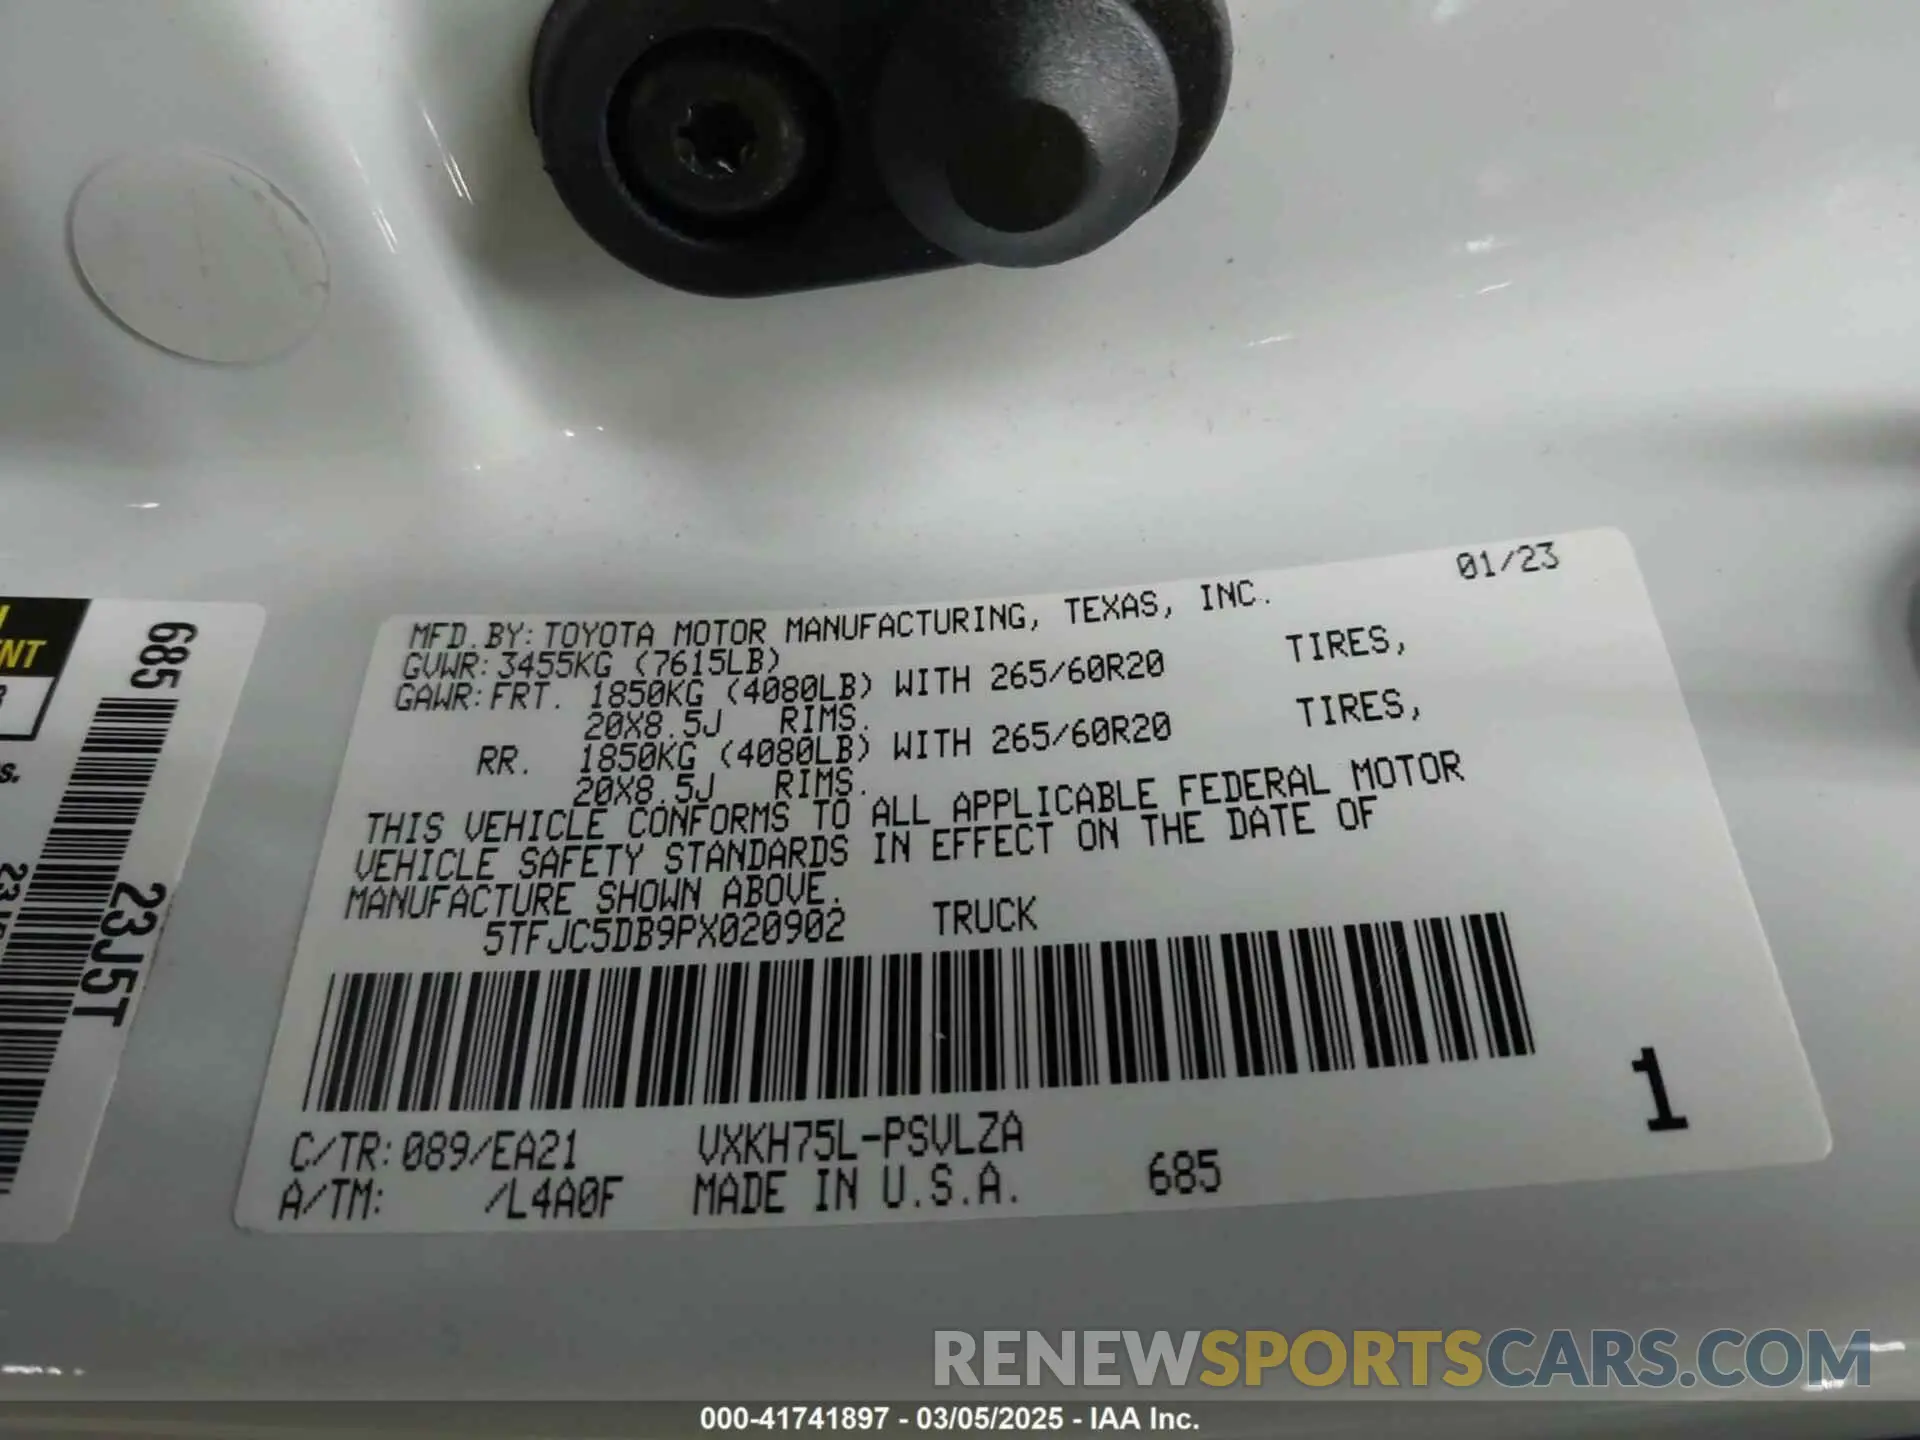 NT
685
23J5T
01/23
MFD.BY: TOYOTA MOTOR MANUFACTURING, TEXAS, INC.
GVWR: 3455KG (7615LB)
GAWR: FRT. 1850KG (4080LB) WITH 265/60R20 TIRES,
20X8.5J RIMS.
RR. 1850KG (4080LB) WITH 265/60R20 TIRES,
20X8.5J RIMS.
THIS VEHICLE CONFORMS TO ALL APPLICABLE FEDERAL MOTOR
VEHICLE SAFETY STANDARDS IN EFFECT ON THE DATE OF
MANUFACTURE SHOWN ABOVE.
5TFJC5DB9PX020902 TRUCK
1
C/TR: 089/EA21 VXKH75L-PSVLZA
A/TM: /L4A0F MADE IN U.S.A. 685
RENEWSPORTSCARS.COM
000-41741897 - 03/05/2025 - IAA Inc.